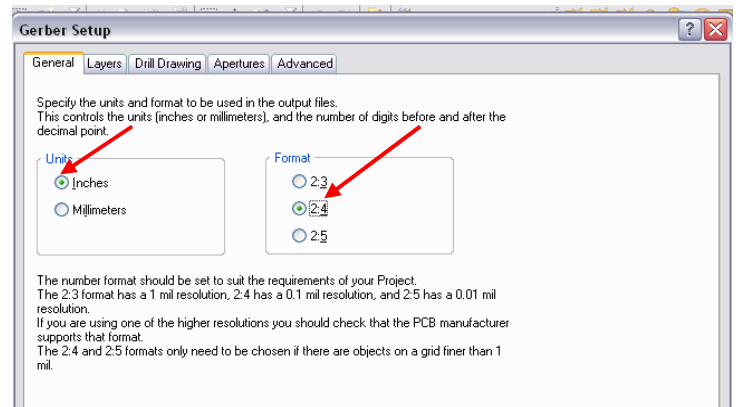 Gerber Setup
General Layers Drill Drawing Apertures Advanced
Specify the units and format to be used in the output files.
This controls the units (inches or millimeters), and the number of digits before and after the
decimal point.
Units Format
Inches 2:3
Millimeters 2:4
2:5
The number format should be set to suit the requirements of your Project.
The 2:3 format has a 1 mil resolution, 2:4 has a 0.1 mil resolution, and 2:5 has a 0.01 mil
resolution.
If you are using one of the higher resolutions you should check that the PCB manufacturer
supports that format.
The 2:4 and 2:5 formats only need to be chosen if there are objects on a grid finer than 1
mil.